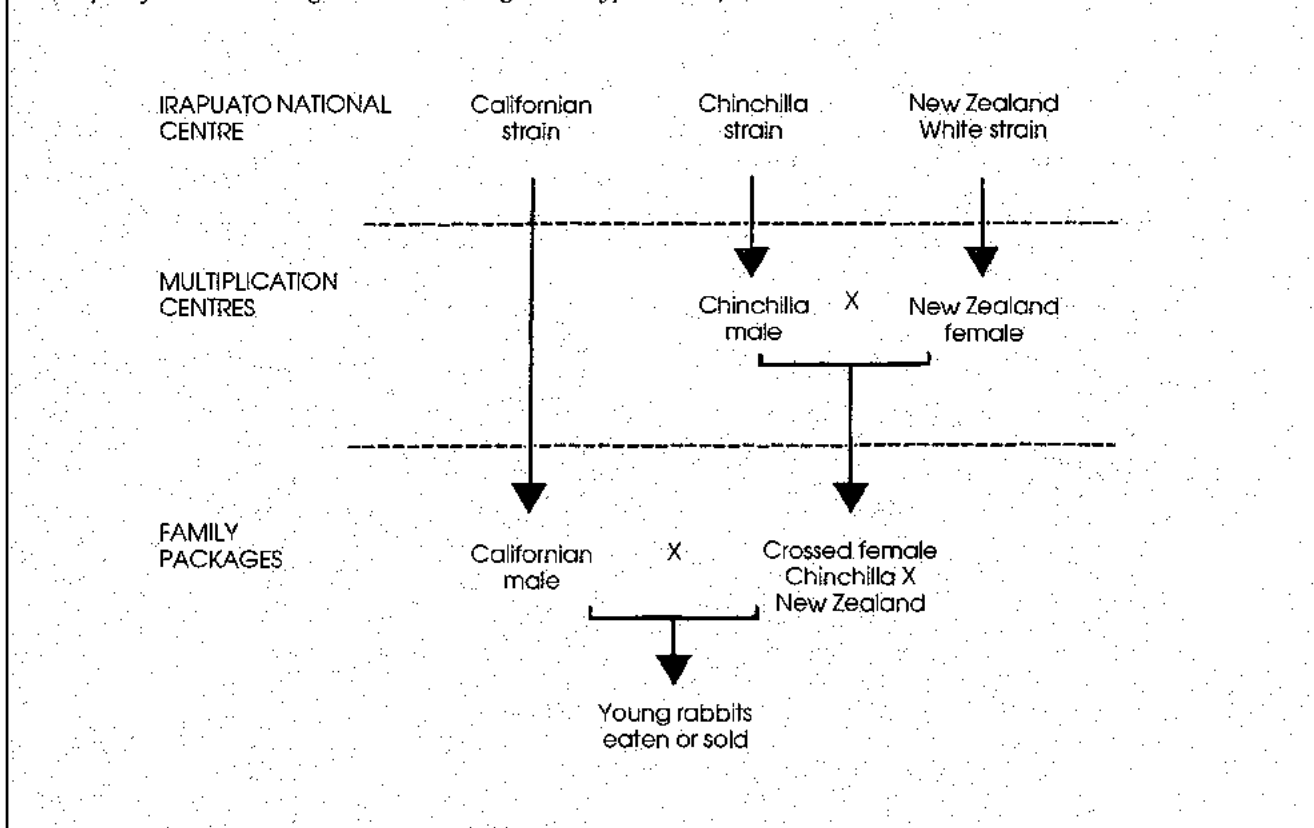 IRAPUATO NATIONAL
CENTRE
Californian
strain
Chinchilla
strain
New Zealand
White strain
MULTIPLICATION
CENTRES
Chinchilla
male
X
New Zealand
female
FAMILY
PACKAGES
Californian
male
X
Crossed female
Chinchilla X
New Zealand
Young rabbits
eaten or sold